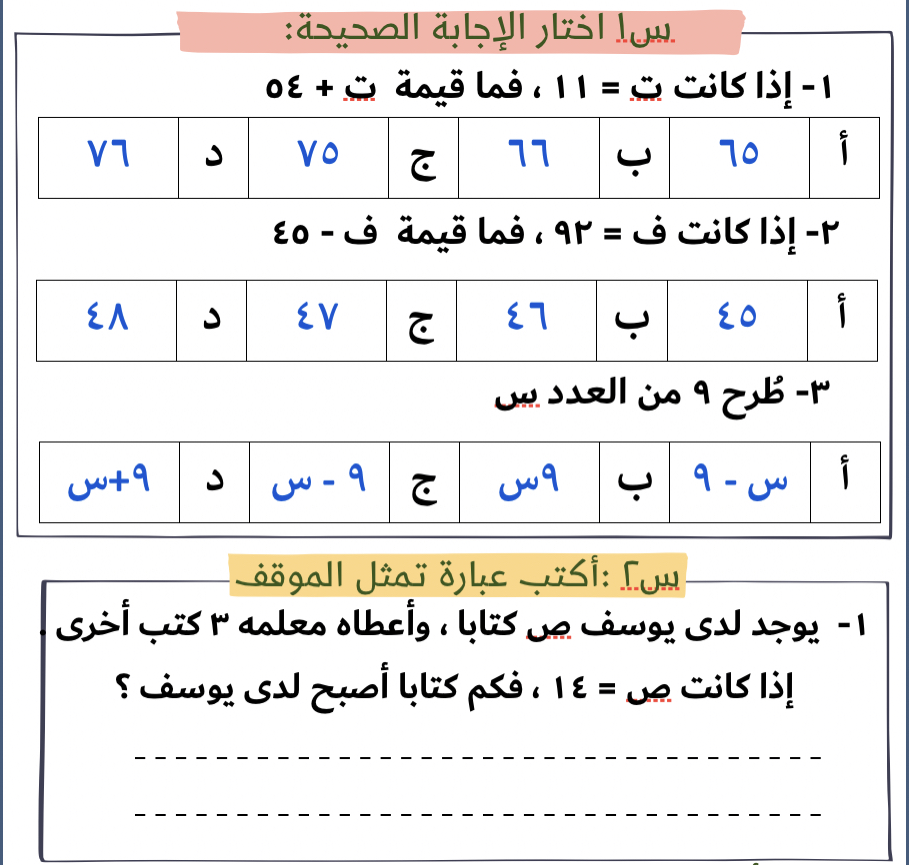 س١ اختار الإجابة الصحيحة:
١- إذا كانت ت = ١١ ، فما قيمة ت + ٥٤
أ ٦٥ ب ٦٦ ج ٧٥ د ٧٦
٢- إذا كانت ف = ٩٢ ، فما قيمة ف - ٤٥
أ ٤٥ ب ٤٦ ج ٤٧ د ٤٨
٣- طُرح ٩ من العدد س
أ س - ٩ ب ٩س ج ٩ - س د ٩+س
س٢ :أكتب عبارة تمثل الموقف
١- يوجد لدى يوسف ص كتابا ، وأعطاه معلمه ٣ كتب أخرى .
إذا كانت ص = ١٤ ، فكم كتابا أصبح لدى يوسف ؟